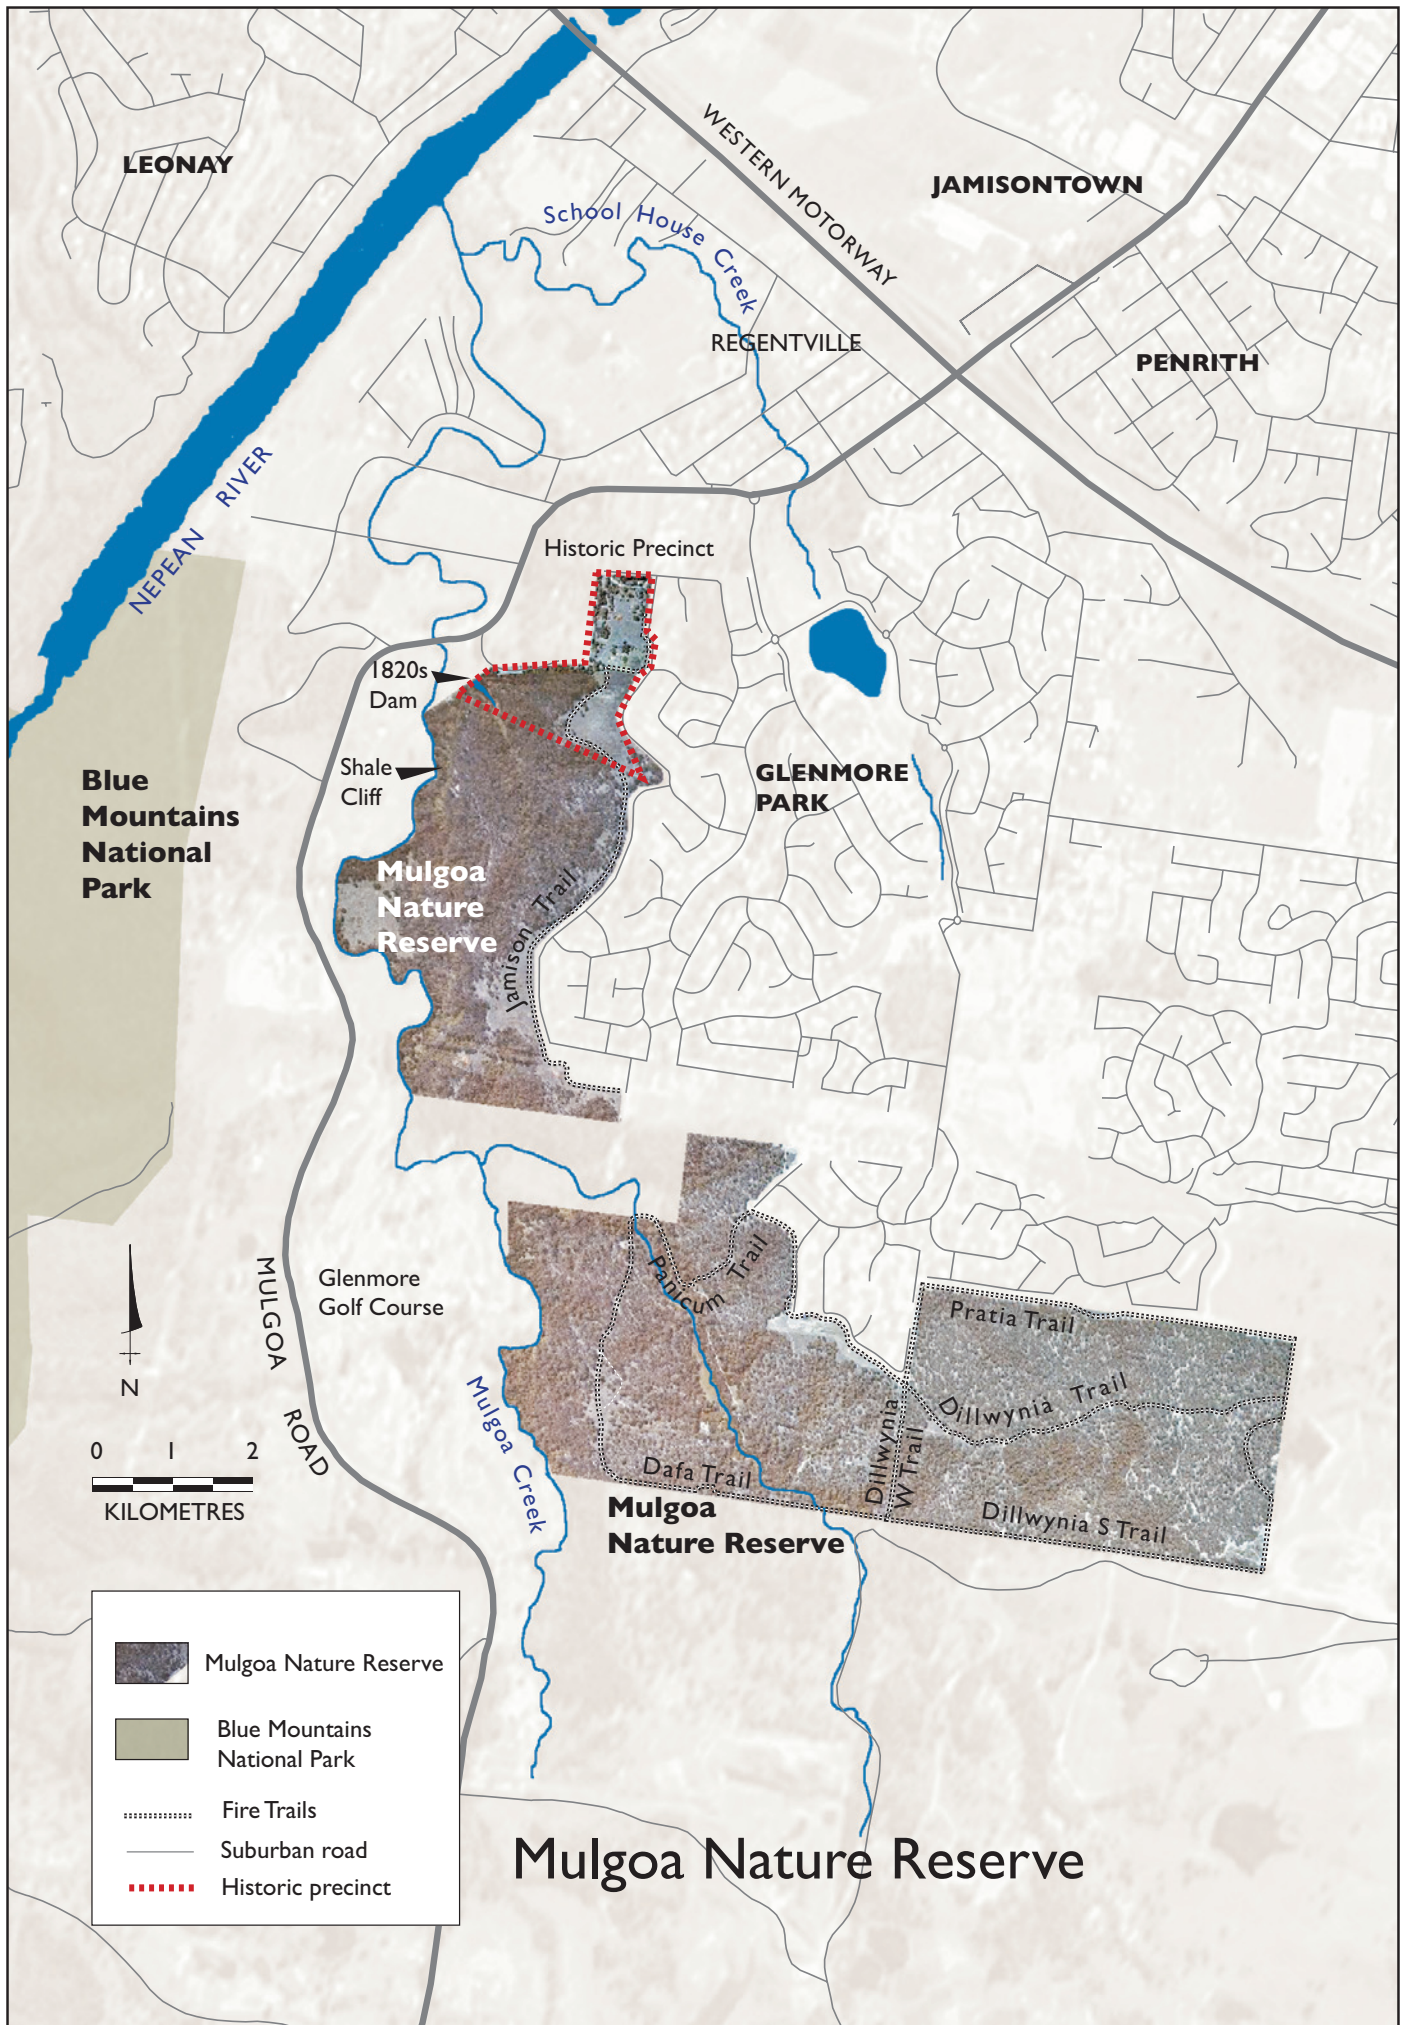 LEONAY
WESTERN MOTORWAY
JAMISONTOWN
School House Creek
REGENTVILLE
PENRITH
NEPEAN RIVER
Historic Precinct
1820s
Dam
Shale
Cliff
GLENMORE
PARK
Blue
Mountains
National
Park
Mulgoa
Nature
Reserve
Jamison Trail
Panicum Trail
MULGOA ROAD
Glenmore
Golf Course
Pratia Trail
N
Mulgoa Creek
Dillwynia Trail
Dillwynia
W Trail
Dafa Trail
Dillwynia S Trail
0 1 2
KILOMETRES
Mulgoa
Nature Reserve
Mulgoa Nature Reserve
Blue Mountains
National Park
Fire Trails
Suburban road
Historic precinct
Mulgoa Nature Reserve